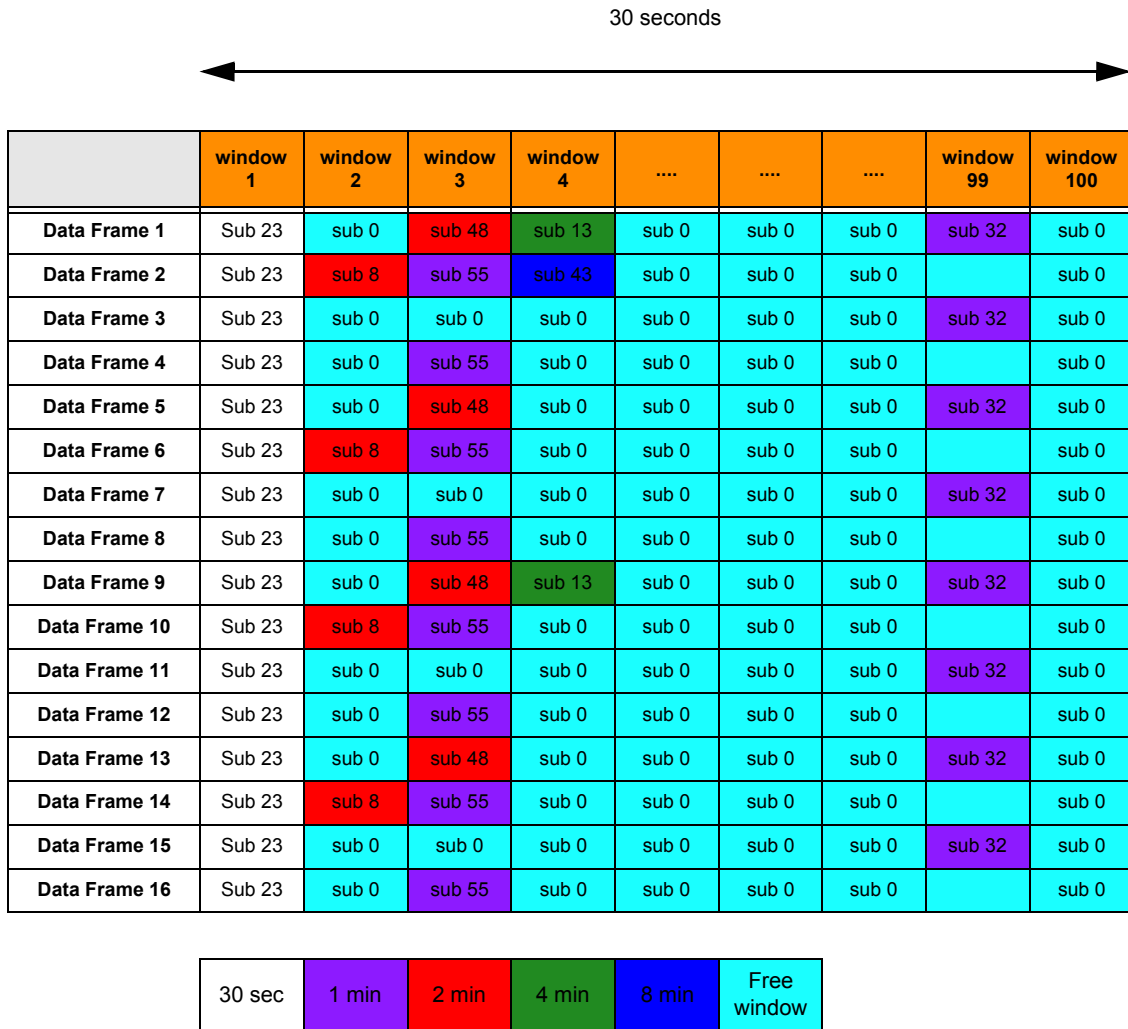 30 seconds
window 1 window 2 window 3 window 4 .... .... .... window 99 window 100
Data Frame 1 Sub 23 sub 0 sub 48 sub 13 sub 0 sub 0 sub 0 sub 32 sub 0
Data Frame 2 Sub 23 sub 8 sub 55 sub 43 sub 0 sub 0 sub 0 sub 0
Data Frame 3 Sub 23 sub 0 sub 0 sub 0 sub 0 sub 0 sub 0 sub 32 sub 0
Data Frame 4 Sub 23 sub 0 sub 55 sub 0 sub 0 sub 0 sub 0 sub 0
Data Frame 5 Sub 23 sub 0 sub 48 sub 0 sub 0 sub 0 sub 0 sub 32 sub 0
Data Frame 6 Sub 23 sub 8 sub 55 sub 0 sub 0 sub 0 sub 0 sub 0
Data Frame 7 Sub 23 sub 0 sub 0 sub 0 sub 0 sub 0 sub 0 sub 32 sub 0
Data Frame 8 Sub 23 sub 0 sub 55 sub 0 sub 0 sub 0 sub 0 sub 0
Data Frame 9 Sub 23 sub 0 sub 48 sub 13 sub 0 sub 0 sub 0 sub 32 sub 0
Data Frame 10 Sub 23 sub 8 sub 55 sub 0 sub 0 sub 0 sub 0 sub 0
Data Frame 11 Sub 23 sub 0 sub 0 sub 0 sub 0 sub 0 sub 0 sub 32 sub 0
Data Frame 12 Sub 23 sub 0 sub 55 sub 0 sub 0 sub 0 sub 0 sub 0
Data Frame 13 Sub 23 sub 0 sub 48 sub 0 sub 0 sub 0 sub 0 sub 32 sub 0
Data Frame 14 Sub 23 sub 8 sub 55 sub 0 sub 0 sub 0 sub 0 sub 0
Data Frame 15 Sub 23 sub 0 sub 0 sub 0 sub 0 sub 0 sub 0 sub 32 sub 0
Data Frame 16 Sub 23 sub 0 sub 55 sub 0 sub 0 sub 0 sub 0 sub 0
30 sec 1 min 2 min 4 min 8 min Free window